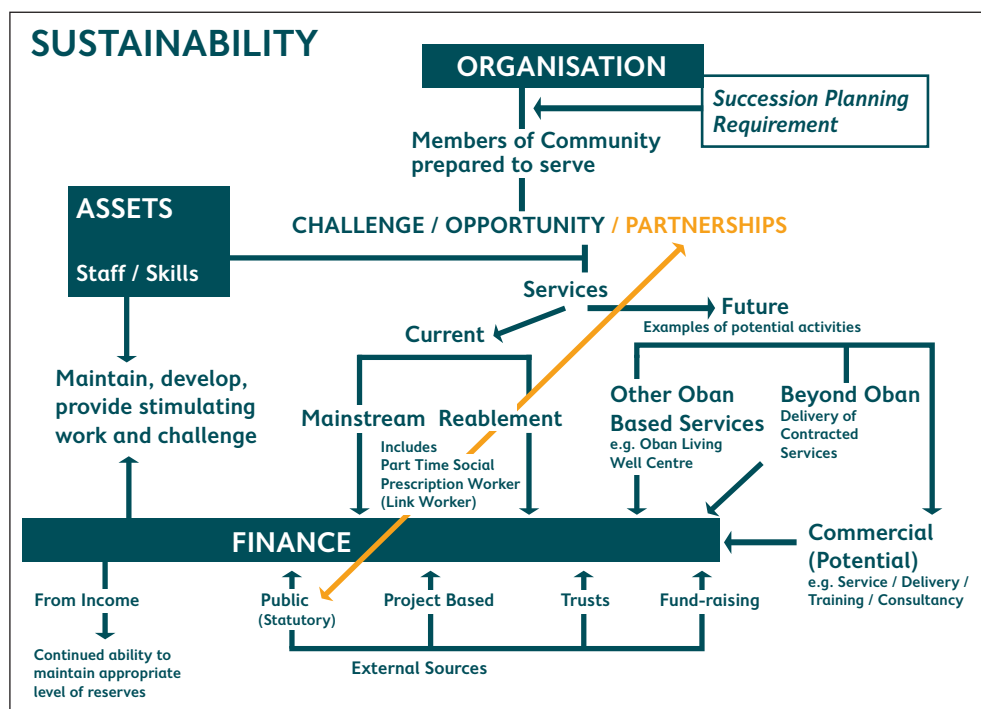 SUSTAINABILITY
ORGANISATION
Succession Planning
Requirement
Members of Community
prepared to serve
ASSETS
Staff / Skills
CHALLENGE / OPPORTUNITY / PARTNERSHIPS
Services
Current
Future
Examples of potential activities
Maintain, develop,
provide stimulating
work and challenge
Mainstream
Reablement
Includes
Part Time Social
Prescription Worker
(Link Worker)
Other Oban
Based Services
e.g. Oban Living
Well Centre
Beyond Oban
Delivery of
Contracted
Services
FINANCE
Commercial
(Potential)
e.g. Service / Delivery /
Training / Consultancy
From Income
Continued ability to
maintain appropriate
level of reserves
Public
(Statutory)
Project Based
Trusts
Fund-raising
External Sources